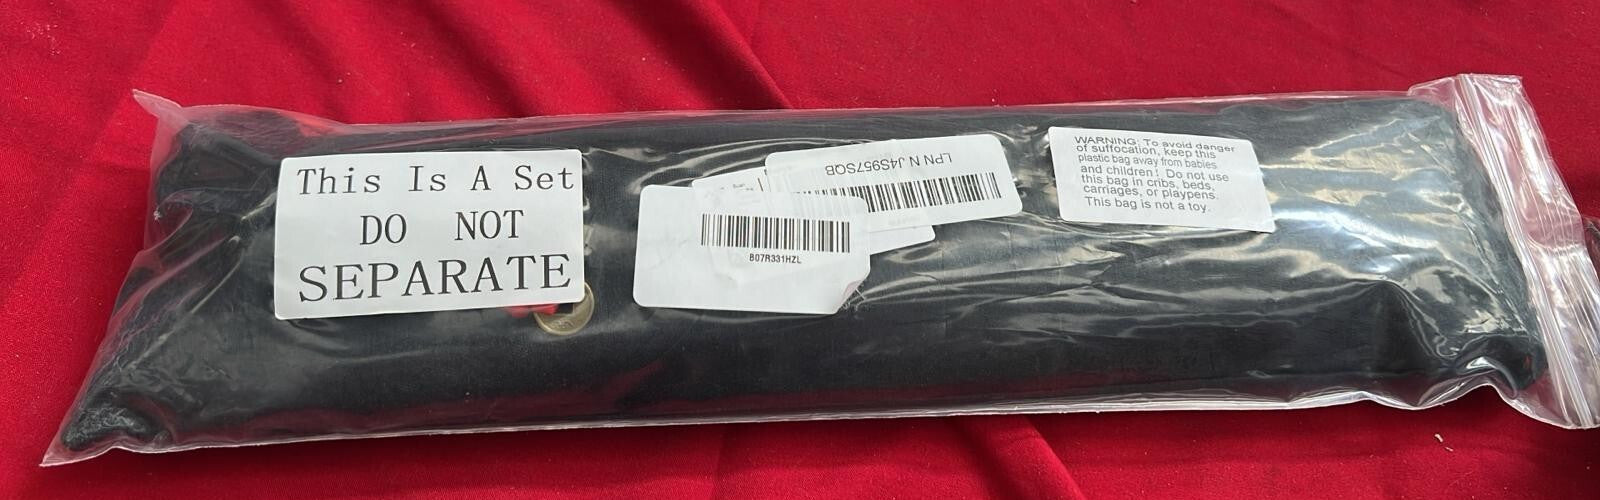 This Is A Set
DO NOT
SEPARATE
LPN N J4S957SQB
B07R331HZL
WARNING: To avoid danger
of suffocation, keep this
plastic bag away from babies
and children! Do not use
this bag in cribs, beds,
carriages, or playpens.
This bag is not a toy.